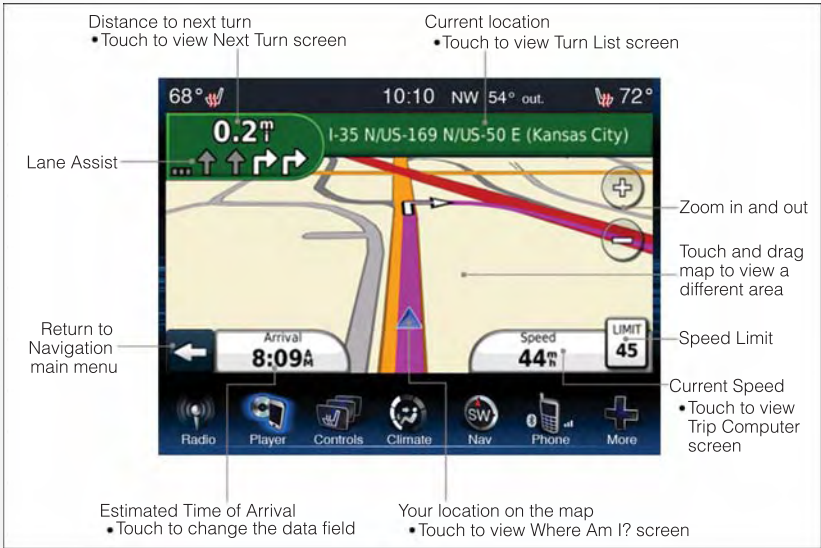 Distance to next turn
• Touch to view Next Turn screen
Current location
• Touch to view Turn List screen
68°
10:10 NW 54° out.
72°
0.2 mi
I-35 N/US-169 N/US-50 E (Kansas City)
Lane Assist
Zoom in and out
Touch and drag
map to view a
different area
Return to
Navigation
main menu
Arrival
8:09 AM
Speed
44 mh
LIMIT
45
Speed Limit
Current Speed
• Touch to view
Trip Computer
screen
Radio
Player
Controls
Climate
SW
Nav
Phone
More
Estimated Time of Arrival
• Touch to change the data field
Your location on the map
• Touch to view Where Am I? screen